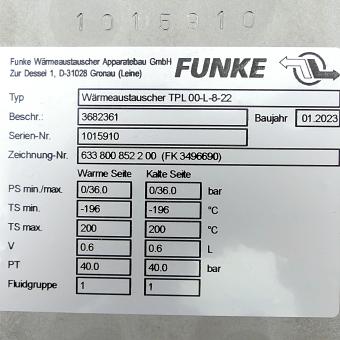 1015910
Funke Wärmeaustauscher Apparatebau GmbH
Zur Dessel 1, D-31028 Gronau (Leine)
FUNKE
Typ Wärmeaustauscher TPL 00-L-8-22
Beschr.: 3682361 Baujahr 01.2023
Serien-Nr. 1015910
Zeichnung-Nr. 633 800 852 2 00 (FK 3496690)
Warme Seite Kalte Seite
PS min./max. 0/36.0 0/36.0 bar
TS min. -196 -196 °C
TS max. 200 200 °C
V 0.6 0.6 L
PT 40.0 40.0 bar
Fluidgruppe 1 1